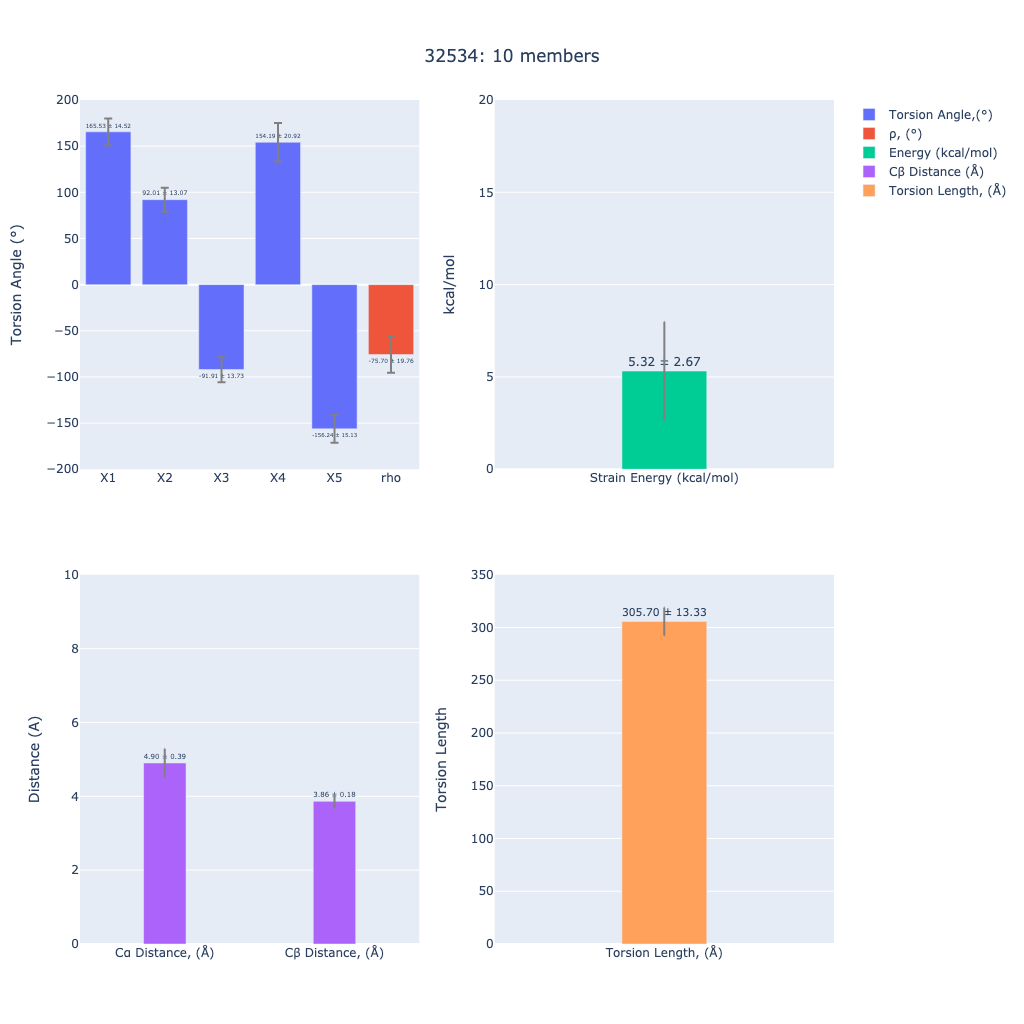 32534: 10 members
Torsion Angle (°)
200
150
100
50
0
−50
−100
−150
−200
165.53 ± 14.52
92.01 ± 13.07
-91.91 ± 13.73
154.19 ± 20.92
-156.24 ± 15.13
-75.70 ± 19.76
X1 X2 X3 X4 X5 rho
kcal/mol
20
15
10
5
0
5.32 ± 2.67
Strain Energy (kcal/mol)
Torsion Angle,(°)
ρ, (°)
Energy (kcal/mol)
Cβ Distance (Å)
Torsion Length, (Å)
Distance (A)
10
8
6
4
2
0
4.90 ± 0.39
3.86 ± 0.18
Cα Distance, (Å) Cβ Distance, (Å)
Torsion Length
350
300
250
200
150
100
50
0
305.70 ± 13.33
Torsion Length, (Å)